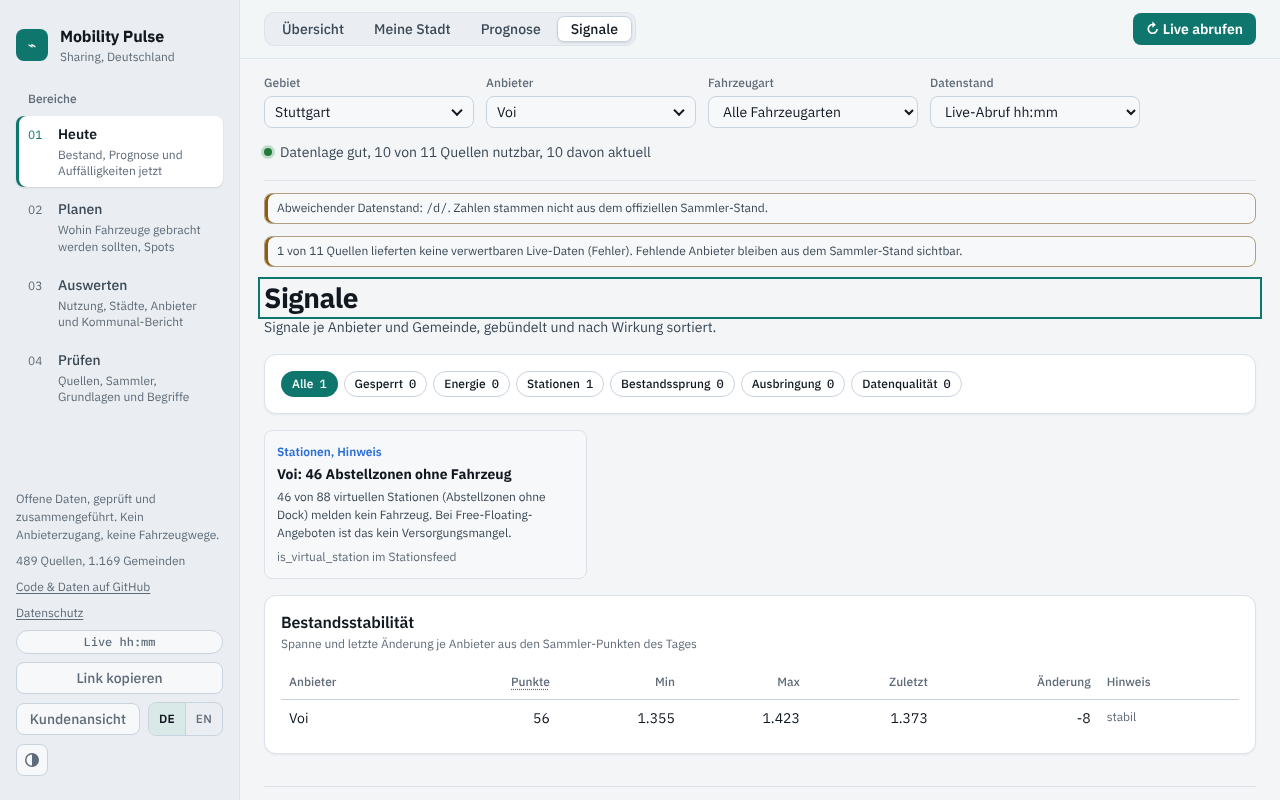 Mobility Pulse
Sharing, Deutschland
Bereiche
01 Heute
Bestand, Prognose und
Auffälligkeiten jetzt
02 Planen
Wohin Fahrzeuge gebracht
werden sollten, Spots
03 Auswerten
Nutzung, Städte, Anbieter
und Kommunal-Bericht
04 Prüfen
Quellen, Sammler,
Grundlagen und Begriffe
Offene Daten, geprüft und
zusammengeführt. Kein
Anbieterzugang, keine Fahrzeugwege.
489 Quellen, 1.169 Gemeinden
Code & Daten auf GitHub
Datenschutz
Live hh:mm
Link kopieren
Kundenansicht DE EN
Übersicht Meine Stadt Prognose Signale
↻ Live abrufen
Gebiet Anbieter Fahrzeugart Datenstand
Stuttgart Voi Alle Fahrzeugarten Live-Abruf hh:mm
Datenlage gut, 10 von 11 Quellen nutzbar, 10 davon aktuell
Abweichender Datenstand: /d/. Zahlen stammen nicht aus dem offiziellen Sammler-Stand.
1 von 11 Quellen lieferten keine verwertbaren Live-Daten (Fehler). Fehlende Anbieter bleiben aus dem Sammler-Stand sichtbar.
Signale
Signale je Anbieter und Gemeinde, gebündelt und nach Wirkung sortiert.
Alle 1 Gesperrt 0 Energie 0 Stationen 1 Bestandssprung 0 Ausbringung 0 Datenqualität 0
Stationen, Hinweis
Voi: 46 Abstellzonen ohne Fahrzeug
46 von 88 virtuellen Stationen (Abstellzonen ohne
Dock) melden kein Fahrzeug. Bei Free-Floating-
Angeboten ist das kein Versorgungsmangel.
is_virtual_station im Stationsfeed
Bestandsstabilität
Spanne und letzte Änderung je Anbieter aus den Sammler-Punkten des Tages
Anbieter Punkte Min Max Zuletzt Änderung Hinweis
Voi 56 1.355 1.423 1.373 -8 stabil